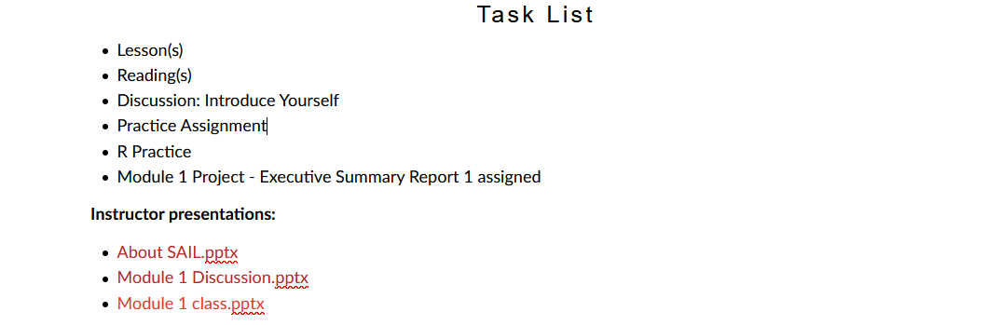 Task List
Lesson(s)
Reading(s)
Discussion: Introduce Yourself
Practice Assignment
R Practice
Module 1 Project - Executive Summary Report 1 assigned
Instructor presentations:
About SAIL.pptx
Module 1 Discussion.pptx
Module 1 class.pptx